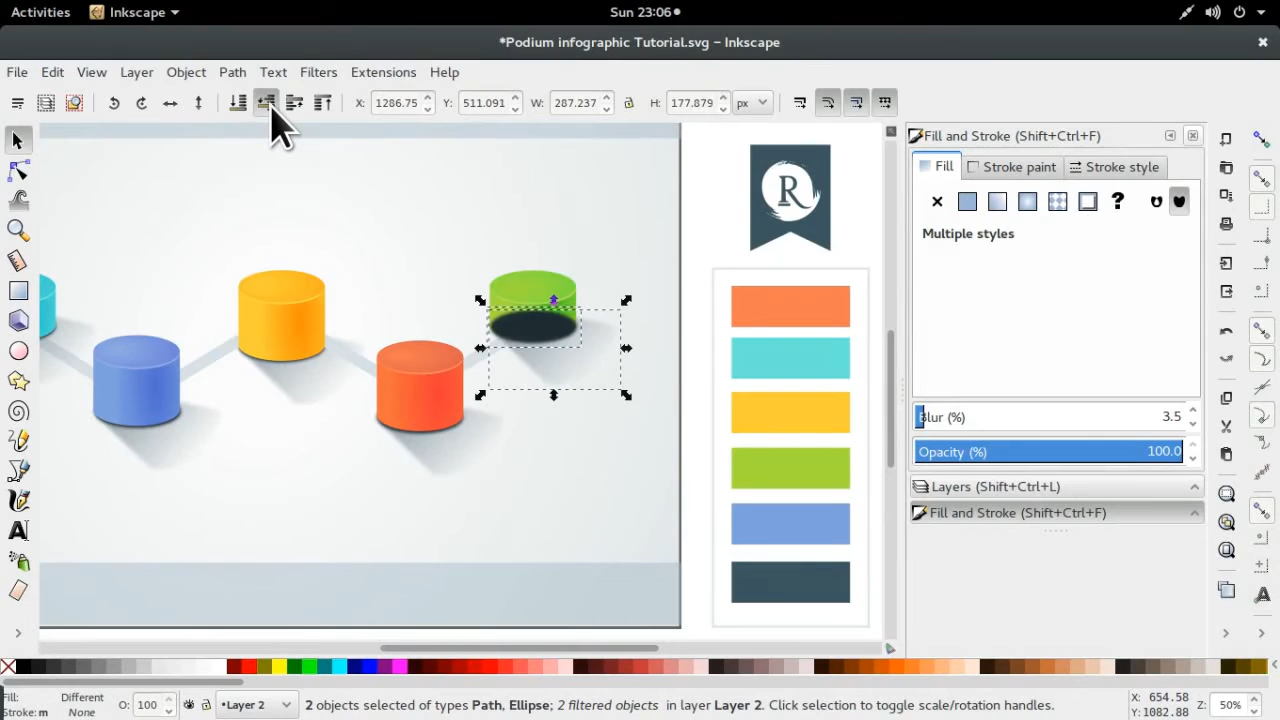 Activities Inkscape Sun 23:06
*Podium infographic Tutorial.svg – Inkscape
File Edit View Layer Object Path Text Filters Extensions Help
X: 1286.75 Y: 511.091 W: 287.237 H: 177.879 px
Fill and Stroke (Shift+Ctrl+F)
Fill Stroke paint Stroke style
?
Multiple styles
R
Blur (%) 3.5
Opacity (%) 100.0
Layers (Shift+Ctrl+L)
Fill and Stroke (Shift+Ctrl+F)
Fill: Different
Stroke: m None
O: 100
•Layer 2
2 objects selected of types Path, Ellipse; 2 filtered objects in layer Layer 2. Click selection to toggle scale/rotation handles.
X: 654.58
Y: 1082.88
Z: 50%